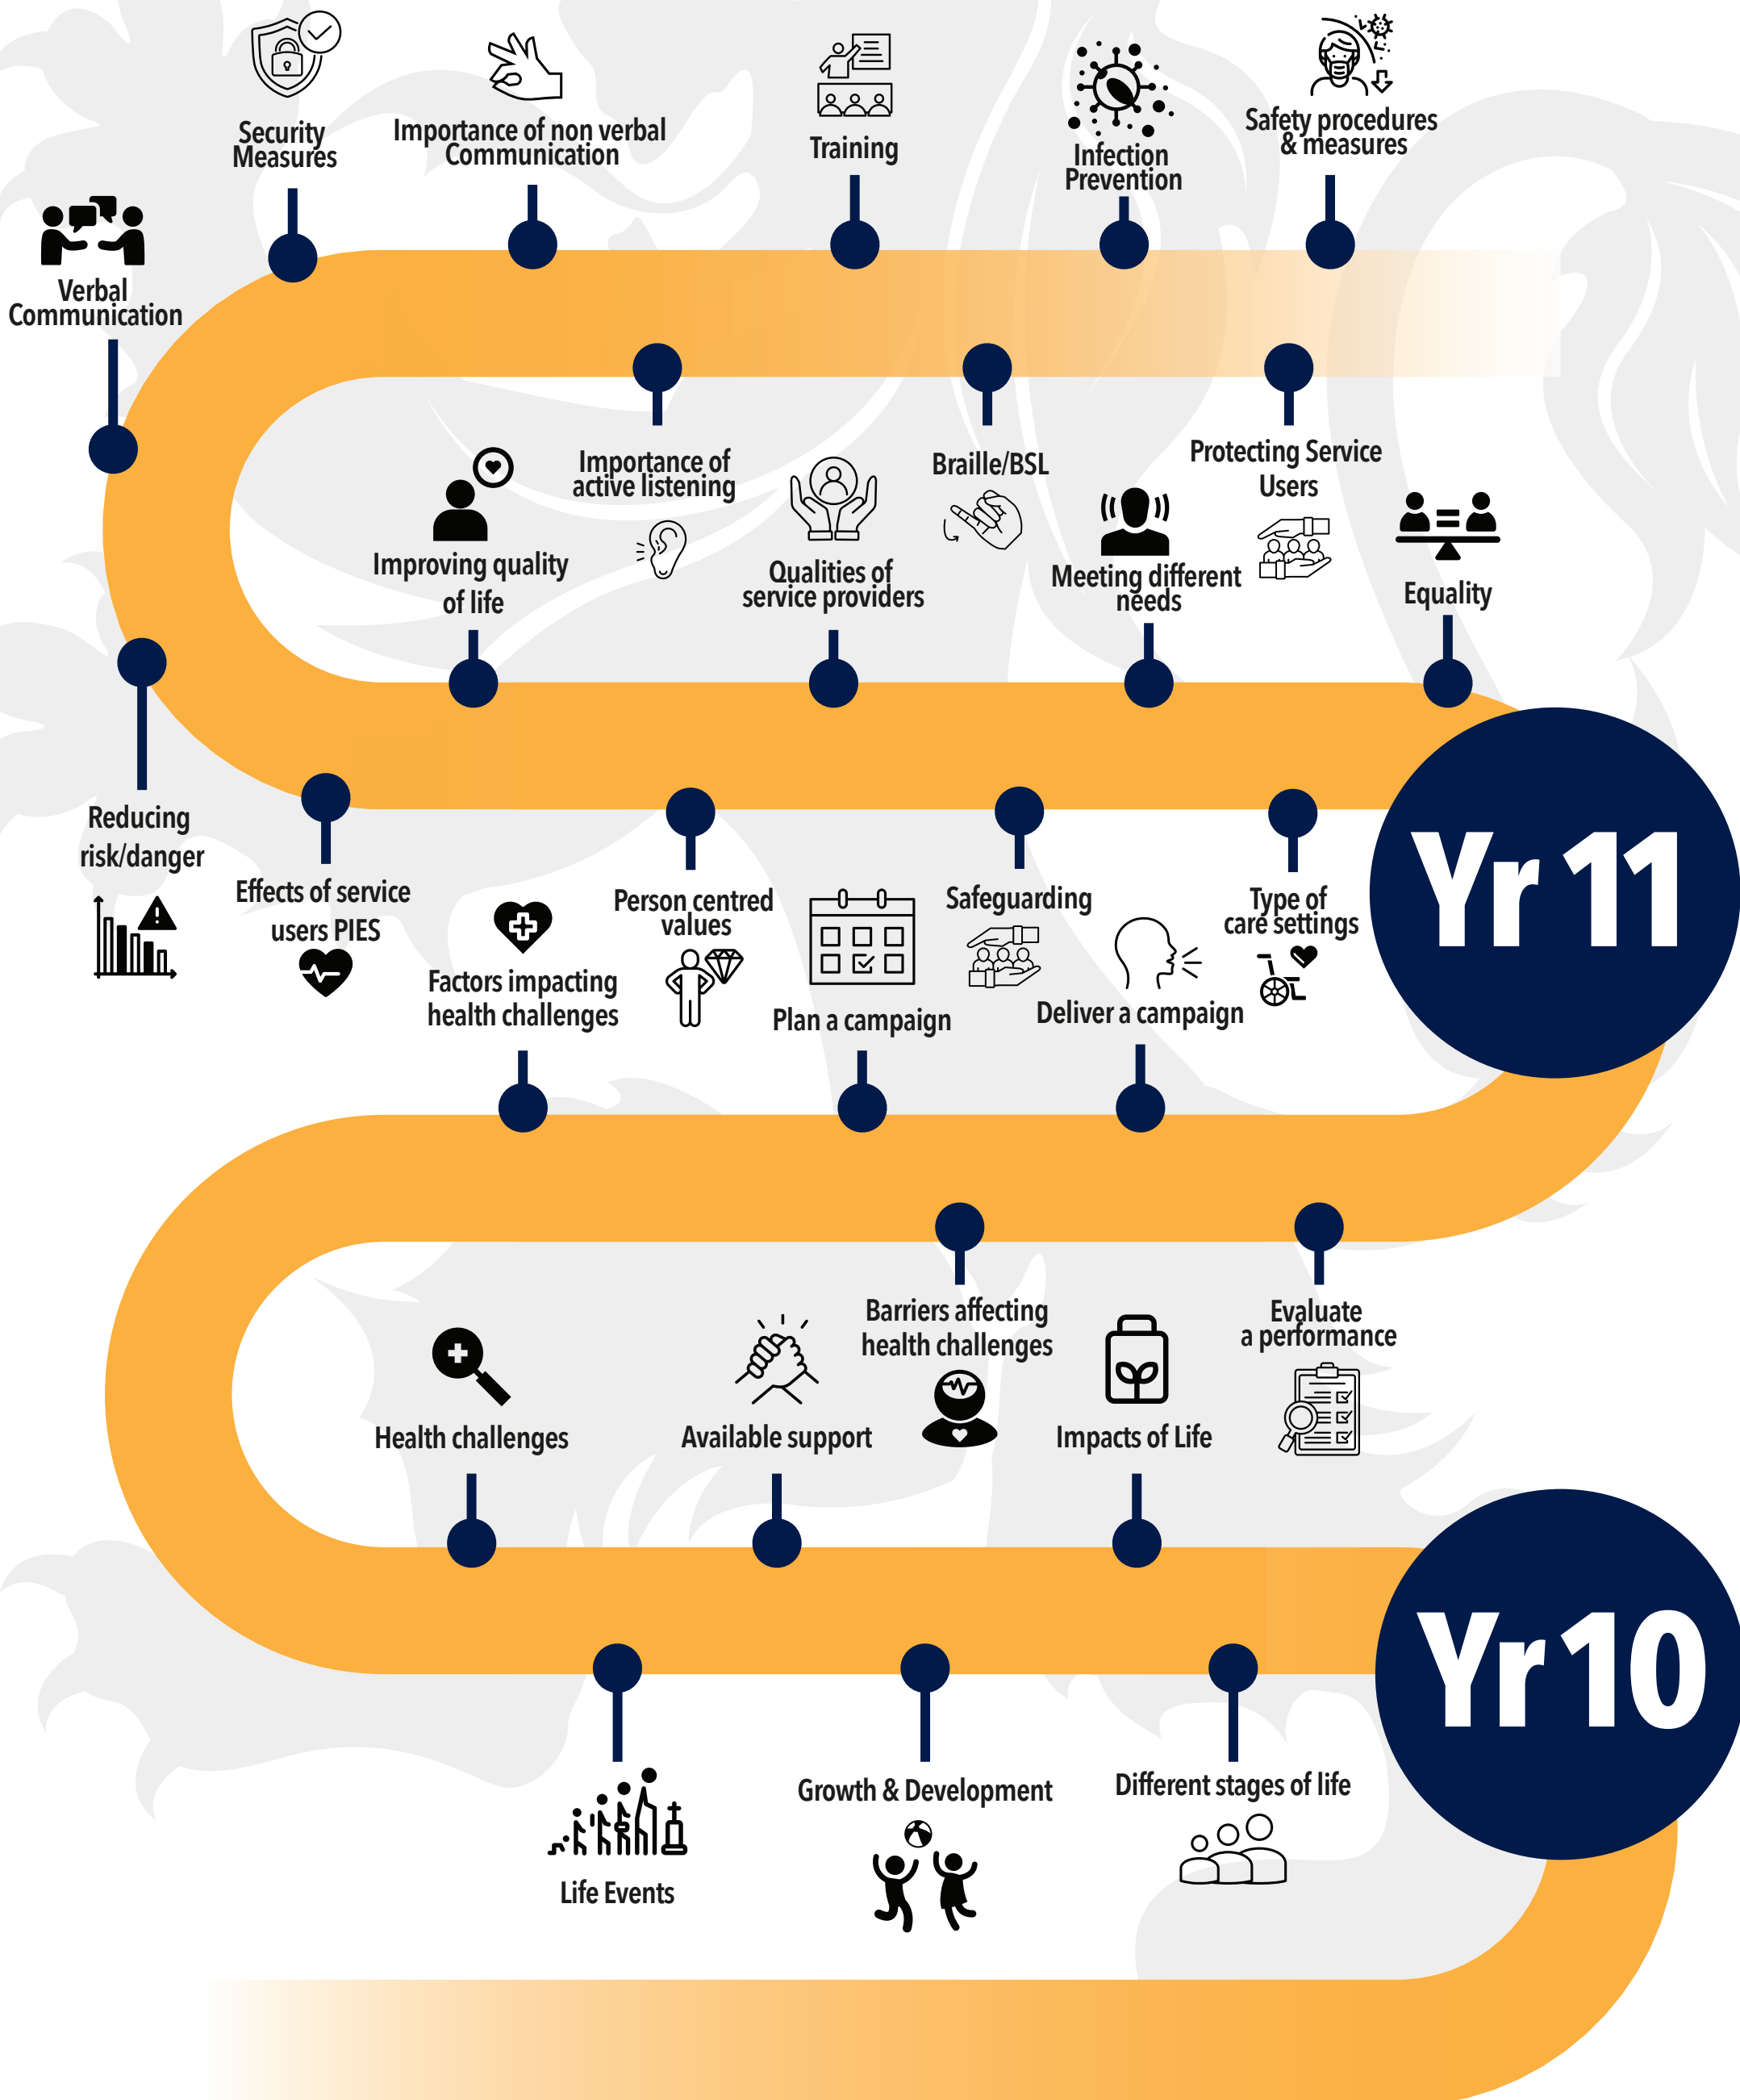 Security
Measures
Importance of non verbal
Communication
Training
Infection
Prevention
Safety procedures
& measures
Verbal
Communication
Improving quality
of life
Importance of
active listening
Qualities of
service providers
Braille/BSL
Meeting different
needs
Protecting Service
Users
Equality
Yr 11
Reducing
risk/danger
Effects of service
users PIES
Factors impacting
health challenges
Person centred
values
Plan a campaign
Safeguarding
Deliver a campaign
Type of
care settings
Health challenges
Available support
Barriers affecting
health challenges
Impacts of Life
Evaluate
a performance
Yr 10
Life Events
Growth & Development
Different stages of life